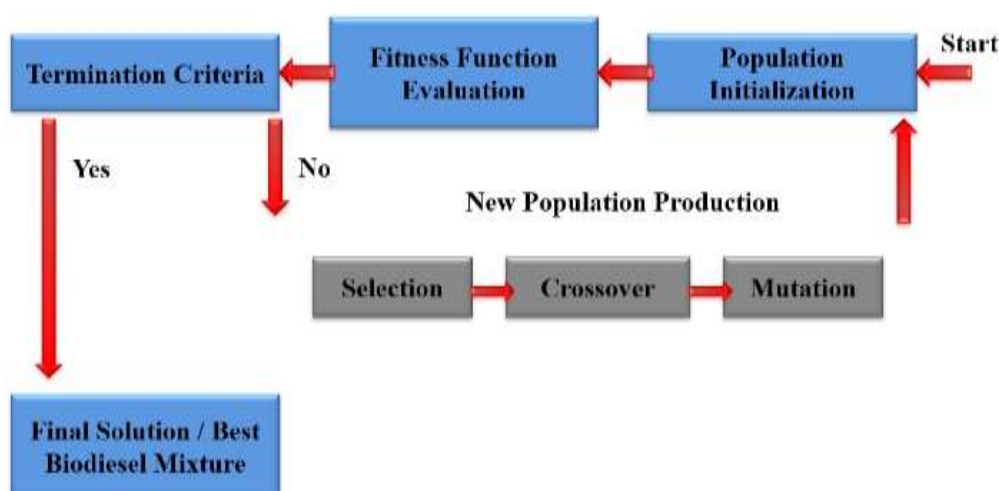 Start
Population
Initialization
Fitness Function
Evaluation
Termination Criteria
Yes
No
New Population Production
Selection
Crossover
Mutation
Final Solution / Best
Biodiesel Mixture